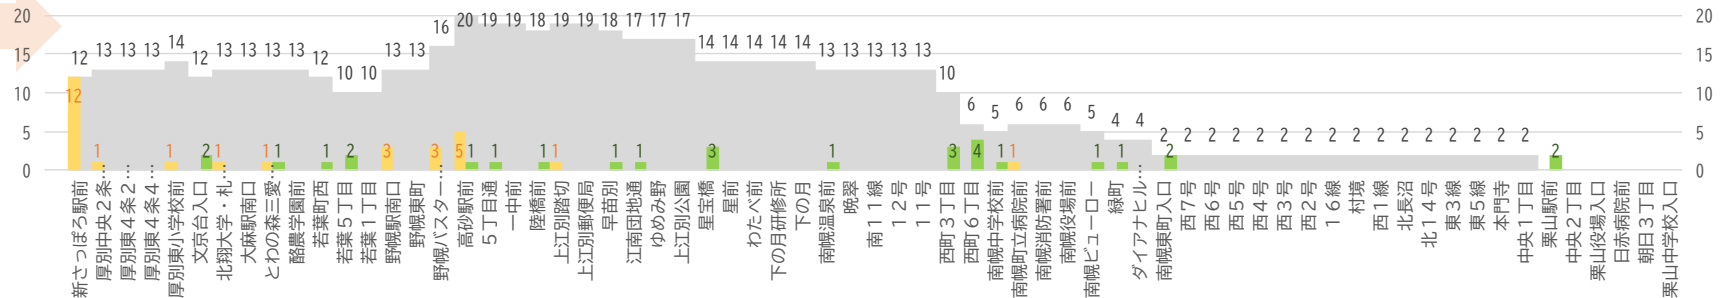 20
15
10
5
0
20
15
10
5
0
12 13 13 13 14 12 13 13 13 13 12 10 10 13 13 16 20 19 19 18 19 19 18 17 17 17 14 14 14 14 14 13 13 13 13 13 10 6 5 6 6 6 5 4 4 2 2 2 2 2 2 2 2 2 2 2 2 2 2 2 2
12 1 1 1 1 3 3 5 1 1
2 1 1 2 1 1 1 1 1 3 1 3 4 1 1 1 2 2
新さっぽろ駅前
厚別中央2条…
厚別東4条2…
厚別東4条4…
厚別東小学校前
文京台入口
北翔大学・札…
大麻駅南口
とわの森三愛…
酪農学園前
若葉町西
若葉5丁目
若葉1丁目
野幌駅南口
野幌東町
野幌バスター…
高砂駅前
5丁目通
一中前
陸橋前
上江別踏切
上江別郵便局
早苗別
江南団地通
ゆめみ野
上江別公園
星宝橋
星前
わたべ前
下の月研修所
下の月
南幌温泉前
晩翠
南11線
12号
11号
西町3丁目
西町6丁目
南幌中学校前
南幌町立病院前
南幌消防署前
南幌役場前
南幌ビューロー
緑町
ダイアナヒル…
南幌東町入口
西7号
西6号
西5号
西4号
西3号
西2号
16線
村境
西1線
北長沼
北14号
東3線
東5線
本門寺
中央1丁目
栗山駅前
中央2丁目
栗山役場入口
日赤病院前
朝日3丁目
栗山中学校入口